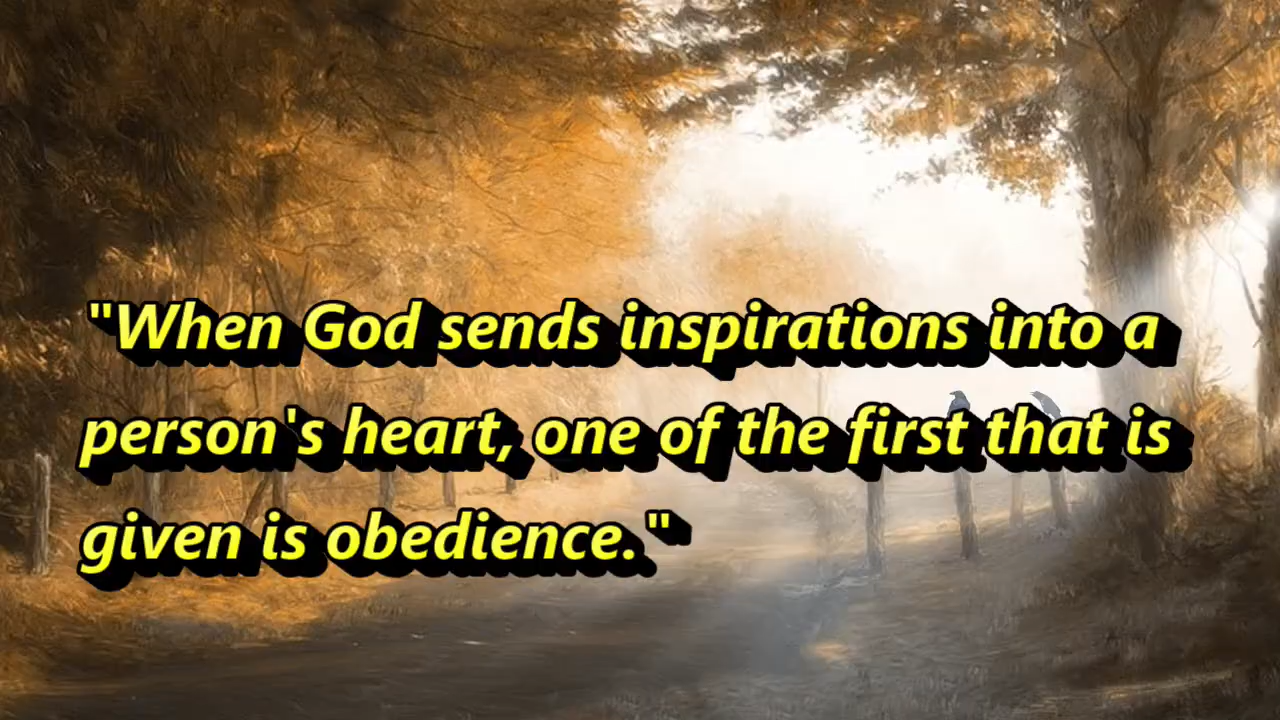 "When God sends inspirations into a
person's heart, one of the first that is
given is obedience."